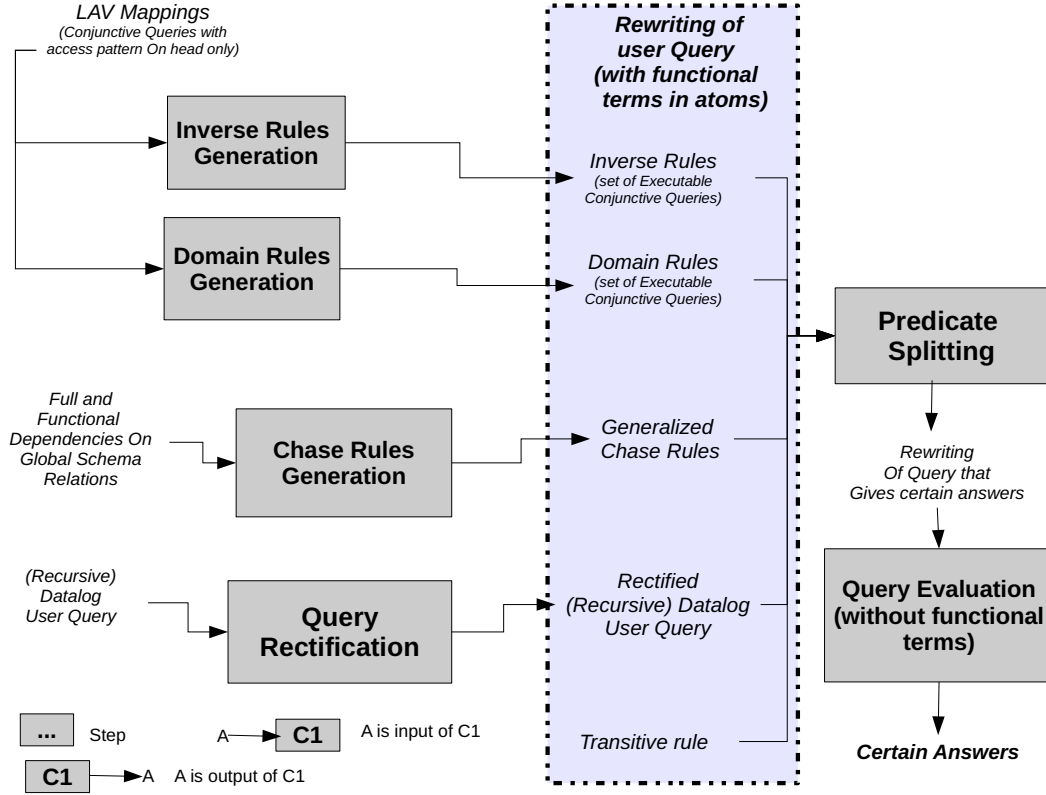 LAV Mappings
(Conjunctive Queries with
access pattern On head only)
Inverse Rules
Generation
Domain Rules
Generation
Full and
Functional
Dependencies On
Global Schema
Relations
Chase Rules
Generation
(Recursive)
Datalog
User Query
Query
Rectification
Rewriting of
user Query
(with functional
terms in atoms)
Inverse Rules
(set of Executable
Conjunctive Queries)
Domain Rules
(set of Executable
Conjunctive Queries)
Generalized
Chase Rules
Rectified
(Recursive) Datalog
User Query
Transitive rule
Predicate
Splitting
Rewriting
Of Query that
Gives certain answers
Query Evaluation
(without functional
terms)
Certain Answers
... Step
A C1 A is input of C1
C1 A A is output of C1